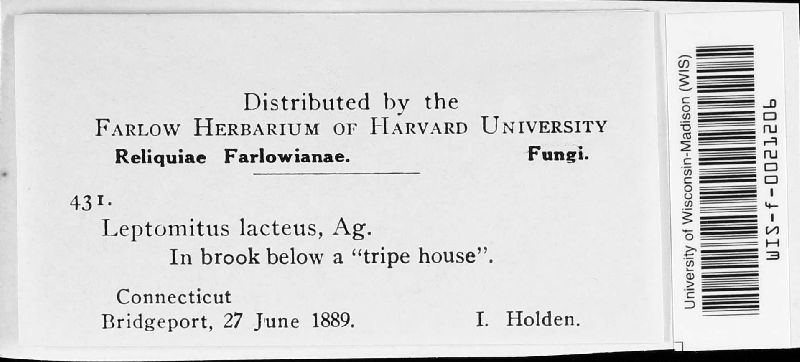 Distributed by the
FARLOW HERBARIUM OF HARVARD UNIVERSITY
Reliquiae Farlowianae. Fungi.
431.
Leptomitus lacteus, Ag.
In brook below a “tripe house”.
Connecticut
Bridgeport, 27 June 1889. I. Holden.
University of Wisconsin-Madison (WIS)
WIS-f-0021206